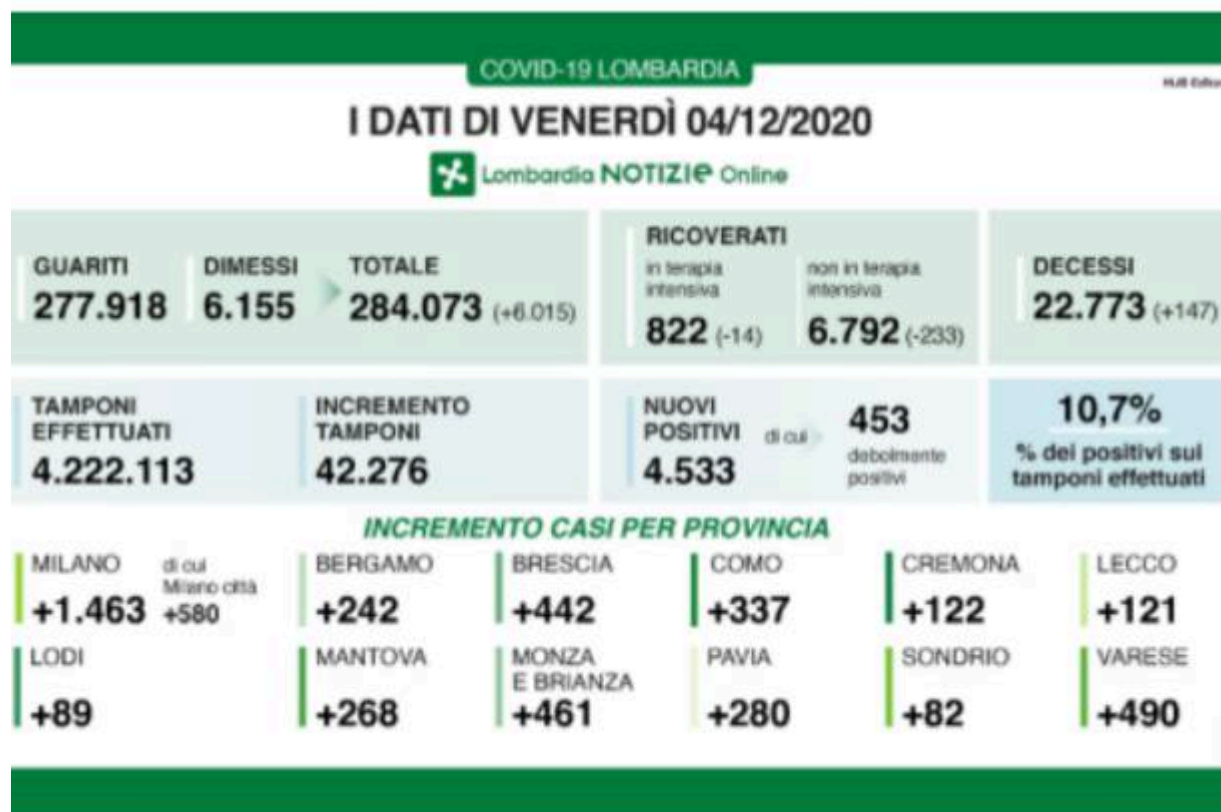 COVID-19 LOMBARDIA
I DATI DI VENERDÌ 04/12/2020
Lombardia NOTIZIe Online
GUARITI
277.918
DIMESSI
6.155
TOTALE
284.073 (+6.015)
RICOVERATI
in terapia
intensiva
822 (-14)
non in terapia
intensiva
6.792 (-233)
DECESSI
22.773 (+147)
TAMPONI
EFFETTUATI
4.222.113
INCREMENTO
TAMPONI
42.276
NUOVI
POSITIVI
4.533
di cui
453
debolmente
positivi
10,7%
% dei positivi sui
tamponi effettuati
INCREMENTO CASI PER PROVINCIA
MILANO
+1.463
di cui
Milano città
+580
BERGAMO
+242
BRESCIA
+442
COMO
+337
CREMONA
+122
LECCO
+121
LODI
+89
MANTOVA
+268
MONZA
E BRIANZA
+461
PAVIA
+280
SONDRIO
+82
VARESE
+490